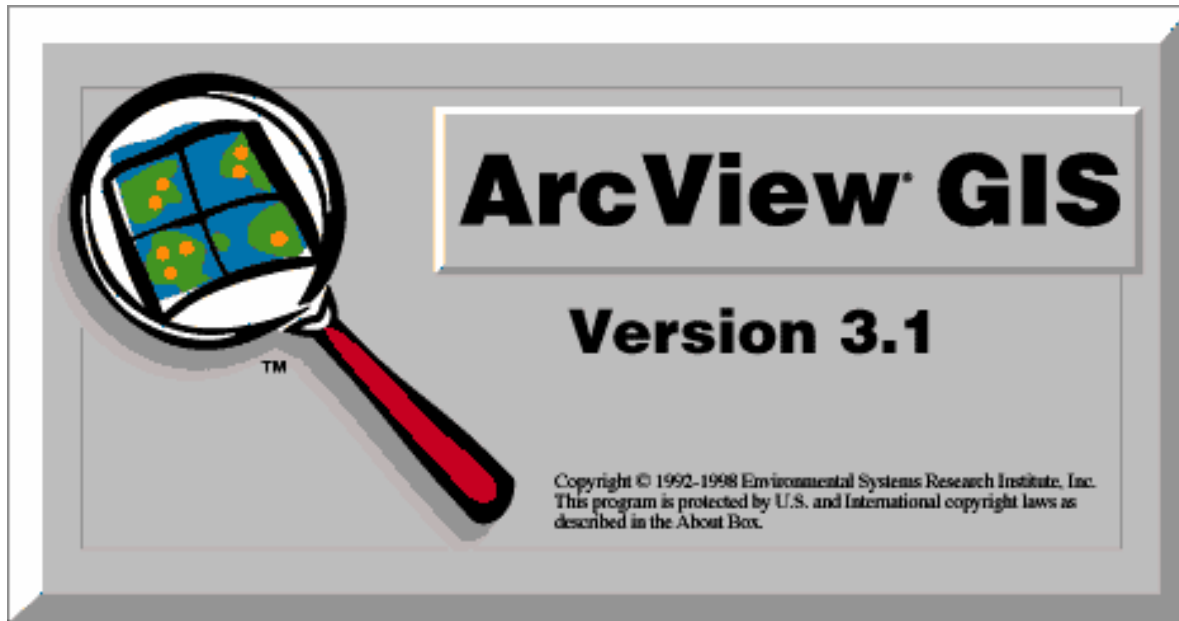 ArcView® GIS
Version 3.1
TM
Copyright © 1992-1998 Environmental Systems Research Institute, Inc.
This program is protected by U.S. and International copyright laws as
described in the About Box.